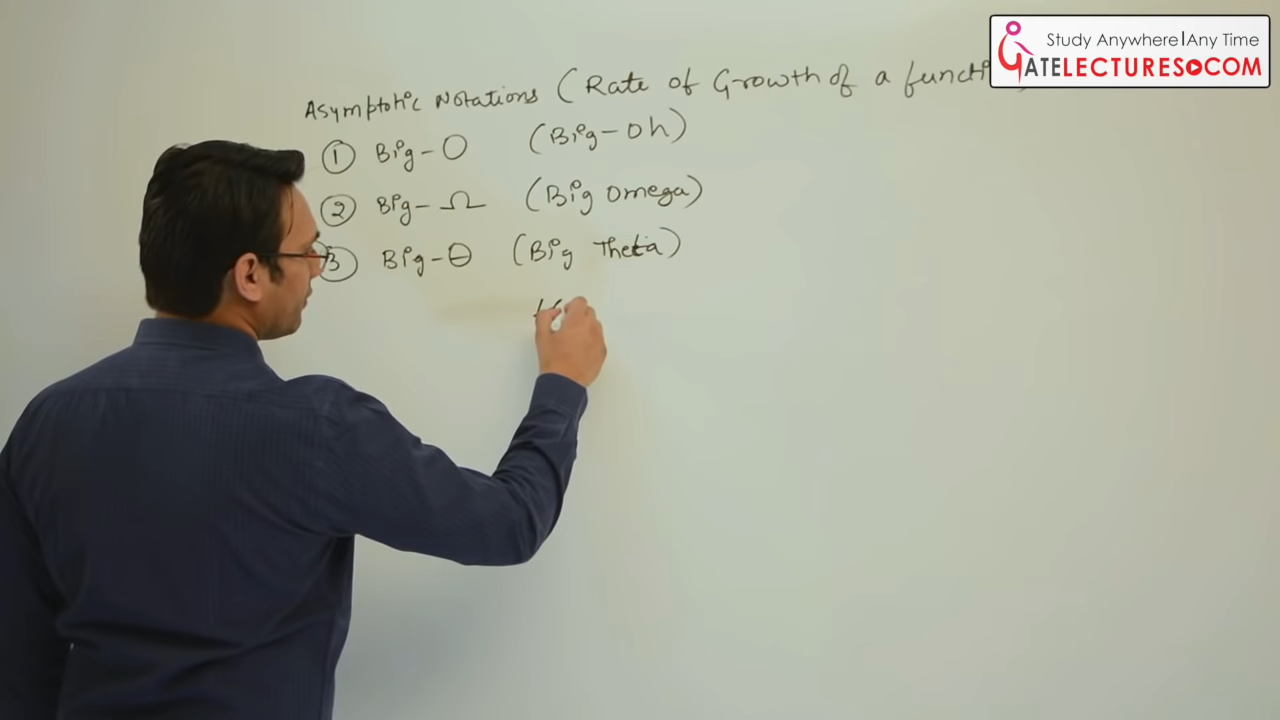 Study Anywhere|Any Time
GATELECTURES.COM
Asymptotic Notations (Rate of Growth of a functi
① Big-O (Big-Oh)
② Big-Ω (Big Omega)
③ Big-Θ (Big Theta)